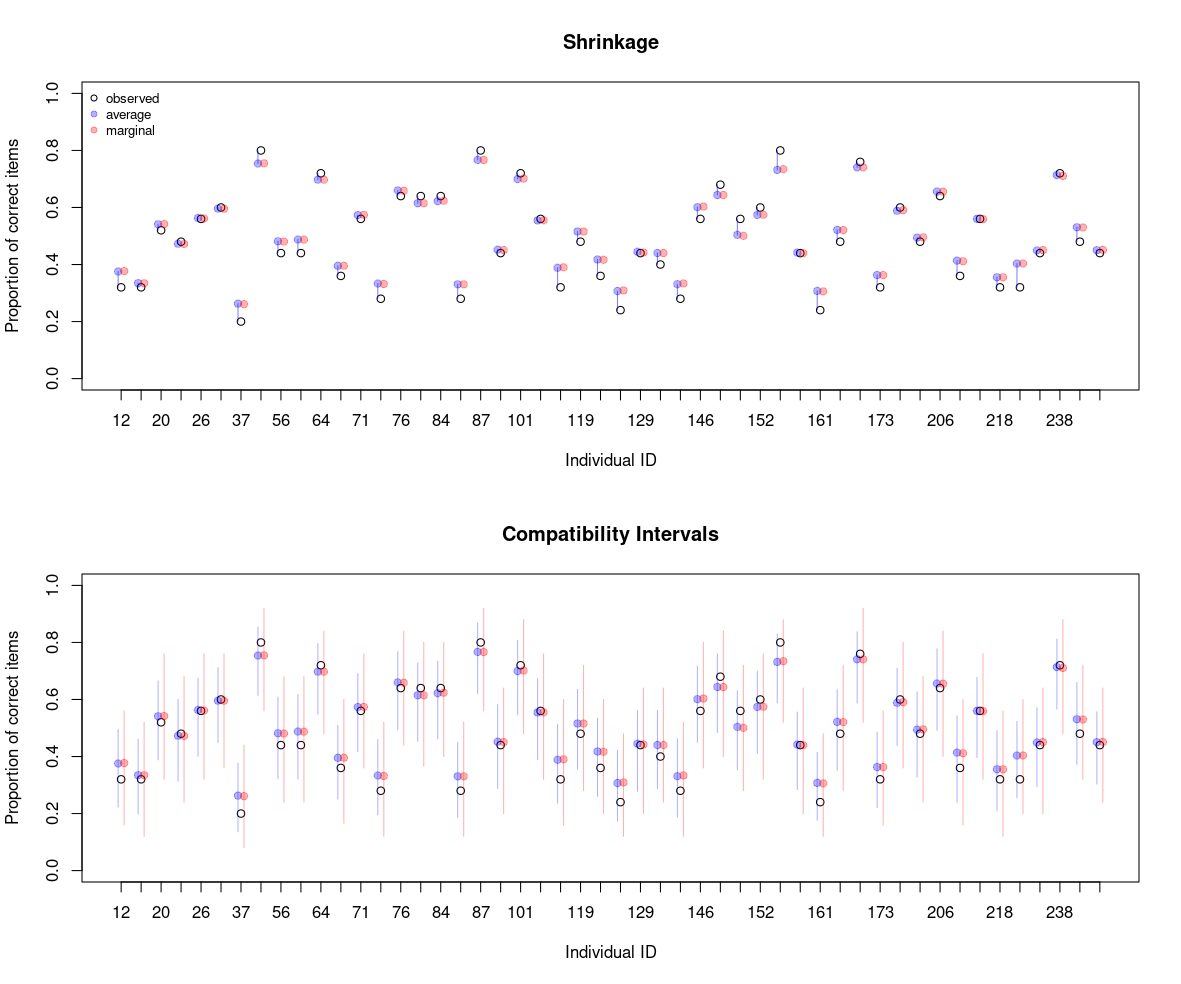 Shrinkage
Proportion of correct items
1.0
0.8
0.6
0.4
0.2
0.0
observed
average
marginal
12 20 26 37 56 64 71 76 84 87 101 119 129 146 152 161 173 206 218 238
Individual ID
Compatibility Intervals
Proportion of correct items
1.0
0.8
0.6
0.4
0.2
0.0
12 20 26 37 56 64 71 76 84 87 101 119 129 146 152 161 173 206 218 238
Individual ID